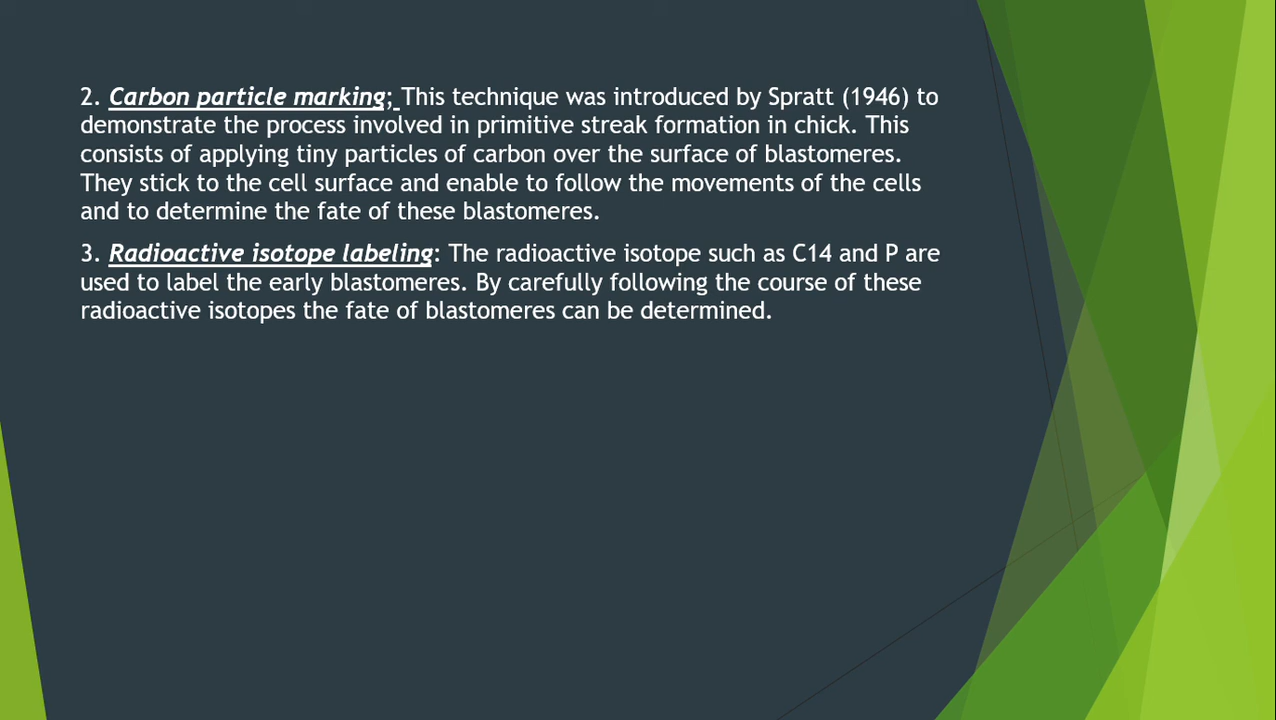 2. Carbon particle marking; This technique was introduced by Spratt (1946) to
demonstrate the process involved in primitive streak formation in chick. This
consists of applying tiny particles of carbon over the surface of blastomeres.
They stick to the cell surface and enable to follow the movements of the cells
and to determine the fate of these blastomeres.
3. Radioactive isotope labeling: The radioactive isotope such as C14 and P are
used to label the early blastomeres. By carefully following the course of these
radioactive isotopes the fate of blastomeres can be determined.